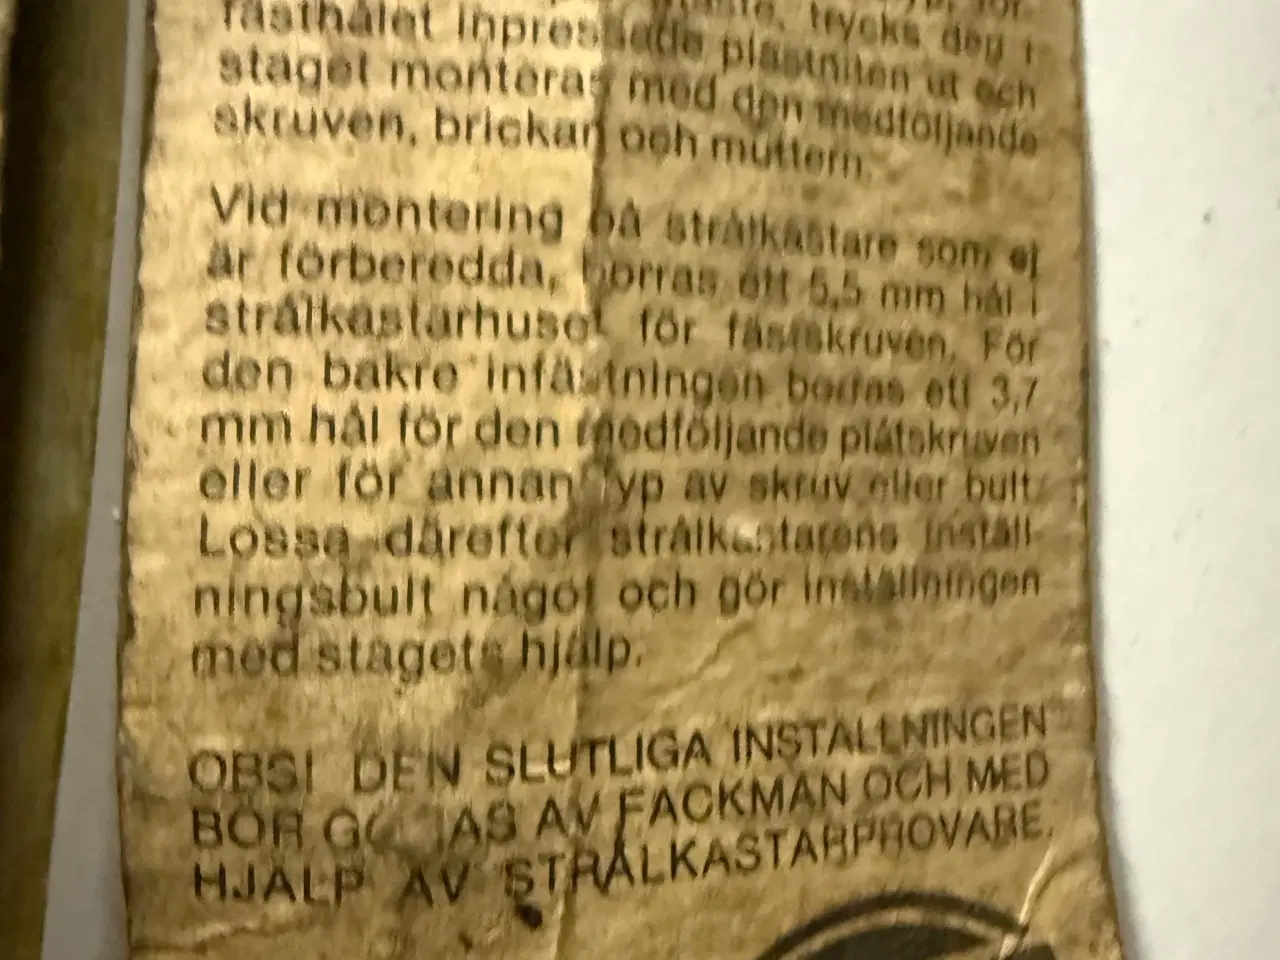 fästhålet inpressade plastniten ut och
staget monteras med den medföljande
skruven, brickan och muttern.
Vid montering på strålkastare som ej
är förberedda, borras ett 5,5 mm hål i
strålkastarhuset för fästskruven. För
den bakre infästningen borras ett 3,7
mm hål för den medföljande plåtskruven
eller för annan typ av skruv eller bult.
Lossa därefter strålkastarens inställ-
ningsbult något och gör inställningen
med stagets hjälp.
OBS! DEN SLUTLIGA INSTÄLLNINGEN
BÖR GÖRAS AV FACKMAN OCH MED
HJÄLP AV STRÅLKASTARPROVARE.